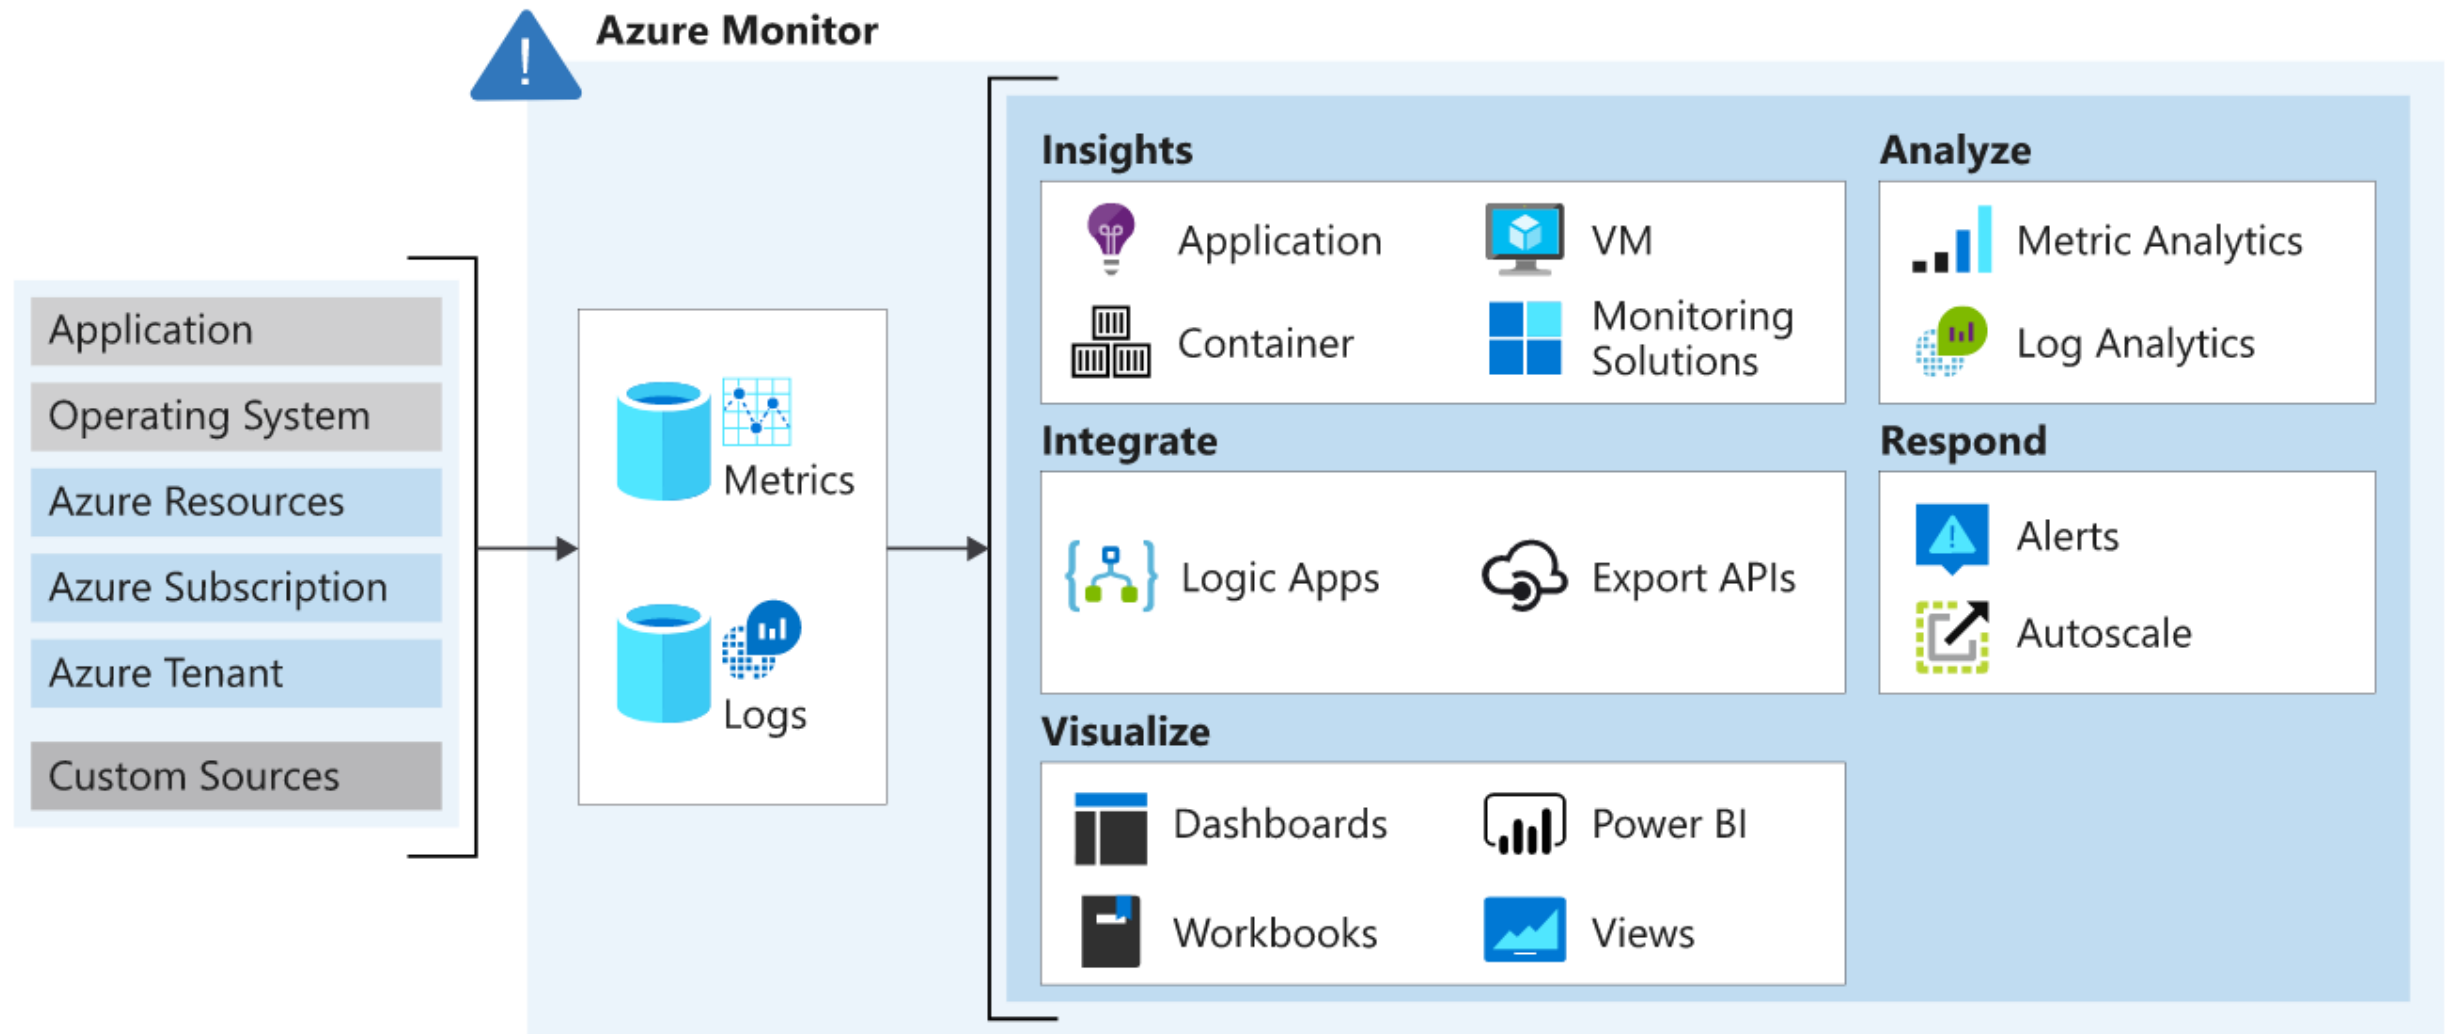 Azure Monitor
Application
Operating System
Azure Resources
Azure Subscription
Azure Tenant
Custom Sources
Metrics
Logs
Insights
Application
VM
Container
Monitoring
Solutions
Analyze
Metric Analytics
Log Analytics
Integrate
Logic Apps
Export APIs
Respond
Alerts
Autoscale
Visualize
Dashboards
Power BI
Workbooks
Views